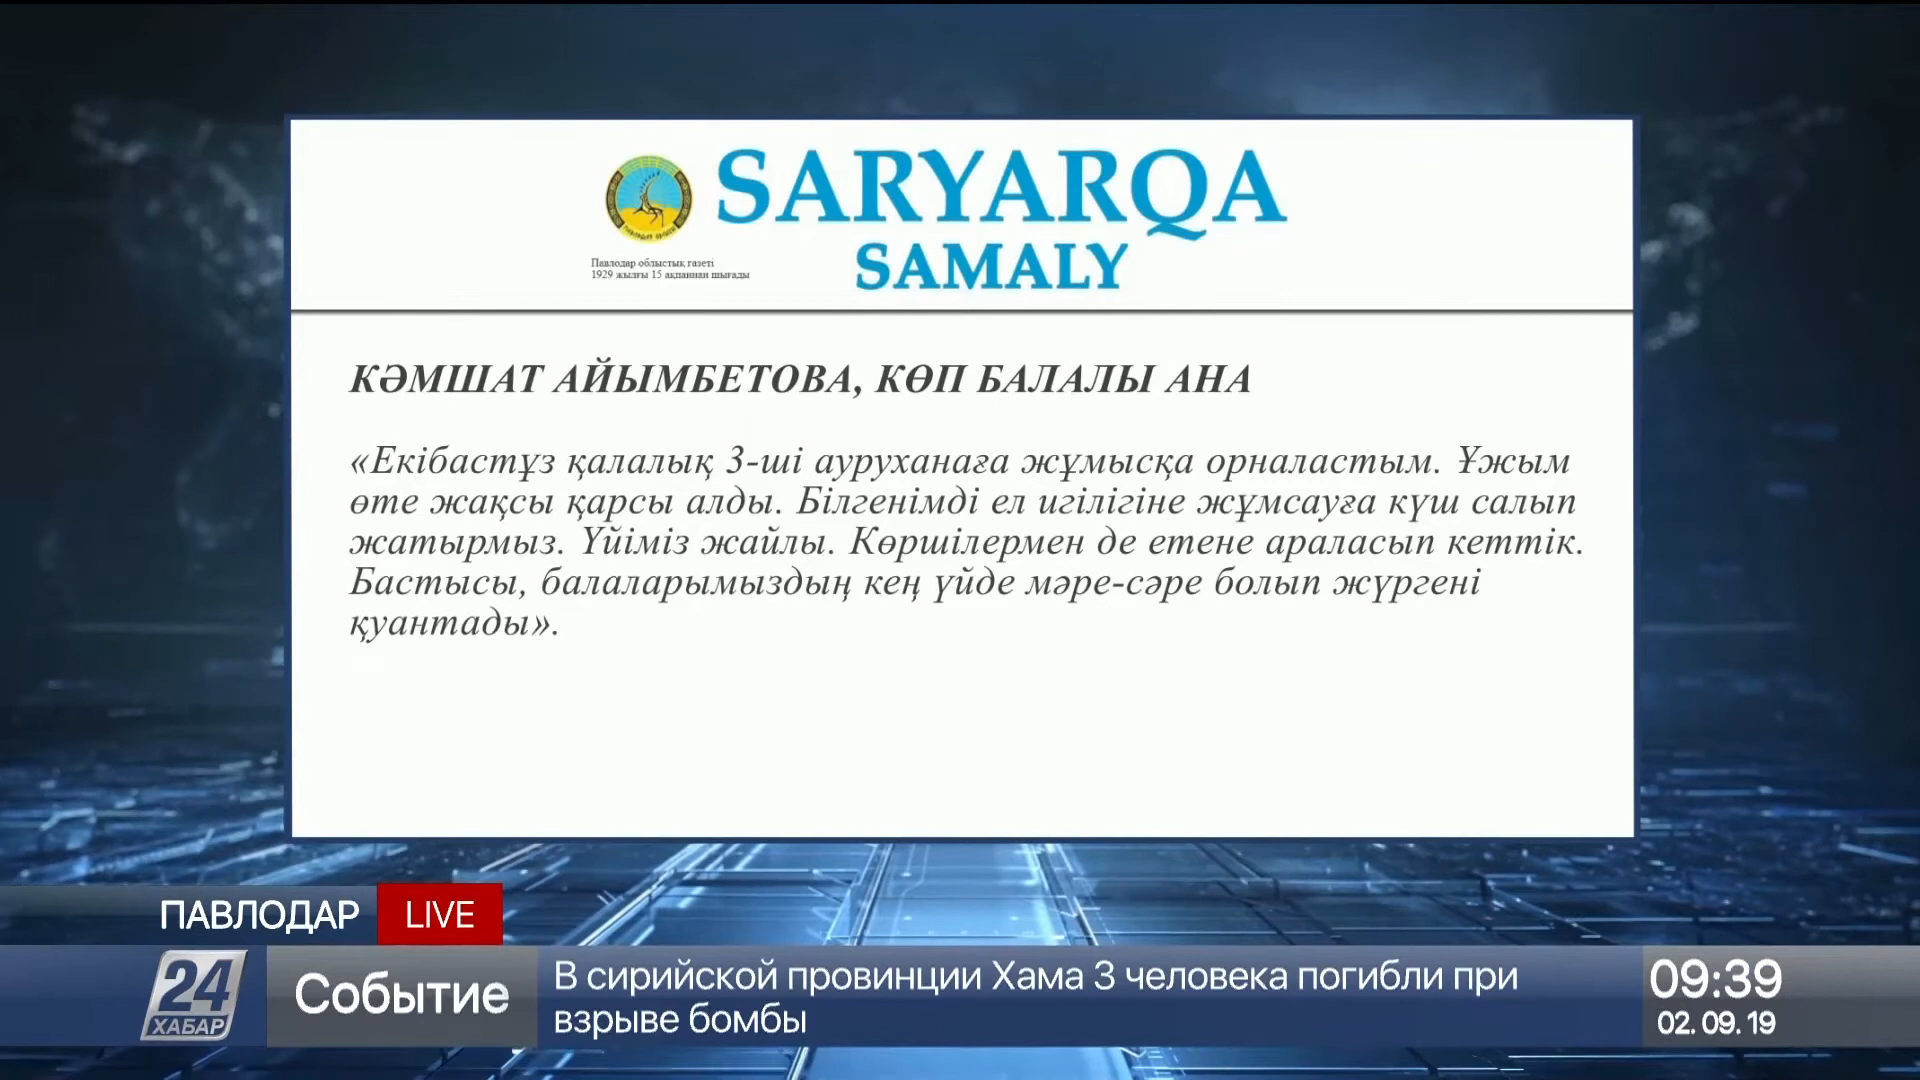 SARYARQA
SAMALY
Павлодар облыстық газеті
1929 жылғы 15 ақпаннан шығады
КӘМШАТ АЙЫМБЕТОВА, КӨП БАЛАЛЫ АНА
«Екібастұз қалалық 3-ші ауруханаға жұмысқа орналастым. Ұжым
өте жақсы қарсы алды. Білгенімді ел игілігіне жұмсауға күш салып
жатырмыз. Үйіміз жайлы. Көршілермен де етене араласып кеттік.
Бастысы, балаларымыздың кең үйде мәре-сәре болып жүргені
қуантады».
ПАВЛОДАР LIVE
24
ХАБАР
Событие
В сирийской провинции Хама 3 человека погибли при
взрыве бомбы
09:39
02. 09. 19